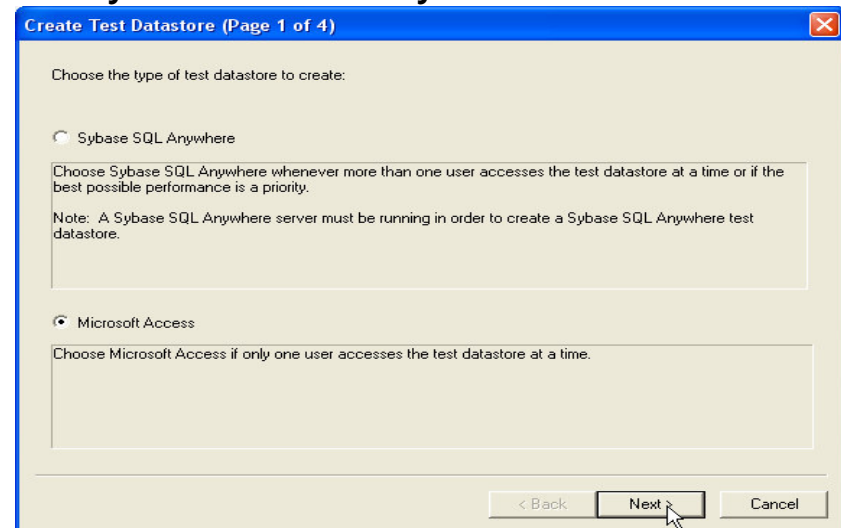 Create Test Datastore (Page 1 of 4)
Choose the type of test datastore to create:
Sybase SQL Anywhere
Choose Sybase SQL Anywhere whenever more than one user accesses the test datastore at a time or if the
best possible performance is a priority.
Note: A Sybase SQL Anywhere server must be running in order to create a Sybase SQL Anywhere test
datastore.
Microsoft Access
Choose Microsoft Access if only one user accesses the test datastore at a time.
< Back Next > Cancel